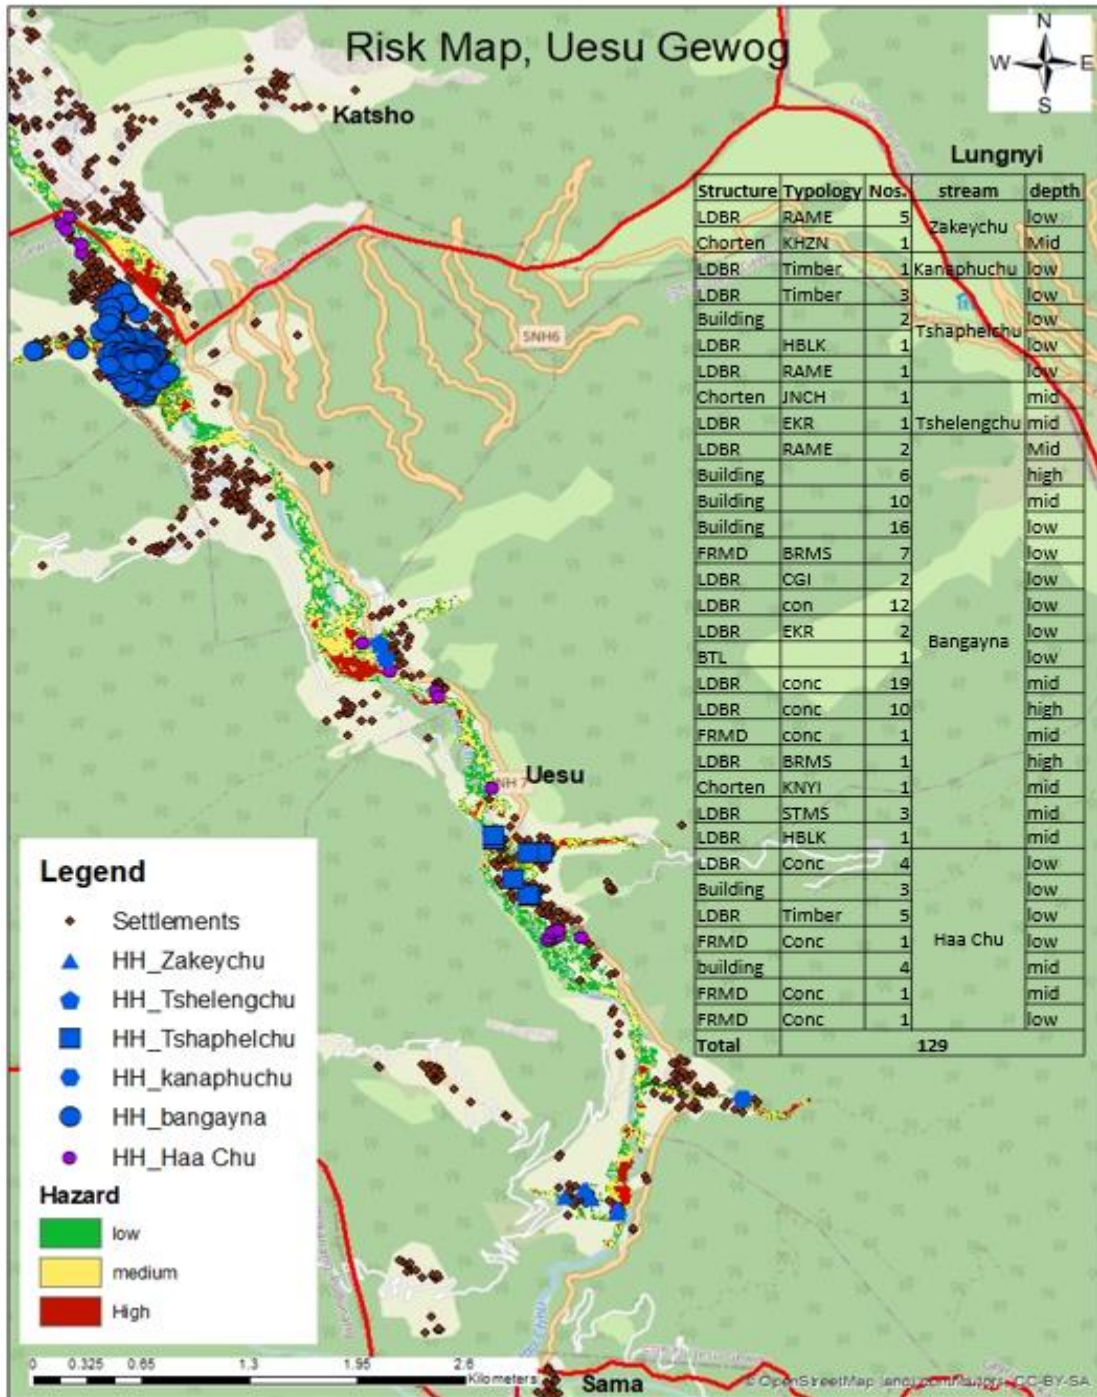 Risk Map, Uesu Gewog
N
W E
S
Katsho
Lungnyi
Structure Typology Nos. stream depth
LDBR RAME 5 Zakeychu low
Chorten KHZN 1 Mid
LDBR Timber 1 Kanaphuchu low
LDBR Timber 3 Tshaphelchu low
Building 2 low
LDBR HBLK 1 low
LDBR RAME 1 low
Chorten JNCH 1 Tshelengchu mid
LDBR EKR 1 mid
LDBR RAME 2 Mid
Building 6 Bangayna high
Building 10 mid
Building 16 low
FRMD BRMS 7 low
LDBR CGI 2 low
LDBR con 12 low
LDBR EKR 2 low
BTL 1 low
LDBR conc 19 mid
LDBR conc 10 high
FRMD conc 1 mid
LDBR BRMS 1 high
Chorten KNYI 1 mid
LDBR STMS 3 mid
LDBR HBLK 1 mid
LDBR Conc 4 Haa Chu low
Building 3 low
LDBR Timber 5 low
FRMD Conc 1 low
building 4 mid
FRMD Conc 1 mid
FRMD Conc 1 low
Total 129
SNH6
Uesu
NH 7
Legend
Settlements
HH_Zakeychu
HH_Tshelengchu
HH_Tshaphelchu
HH_kanaphuchu
HH_bangayna
HH_Haa Chu
Hazard
low
medium
High
0 0.325 0.65 1.3 1.95 2.6
Kilometers
Sama
© OpenStreetMap (and) contributors, CC-BY-SA